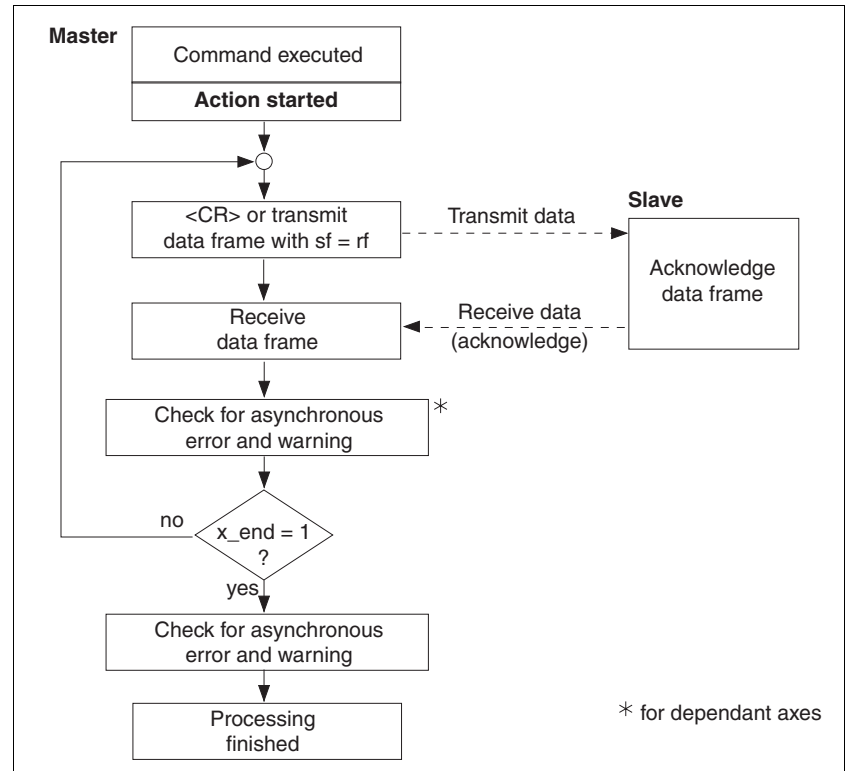 Master
Command executed
Action started
<CR> or transmit
data frame with sf = rf
Transmit data
Slave
Acknowledge
data frame
Receive
data frame
Receive data
(acknowledge)
Check for asynchronous
error and warning
*
no
x_end = 1
?
yes
Check for asynchronous
error and warning
Processing
finished
* for dependant axes